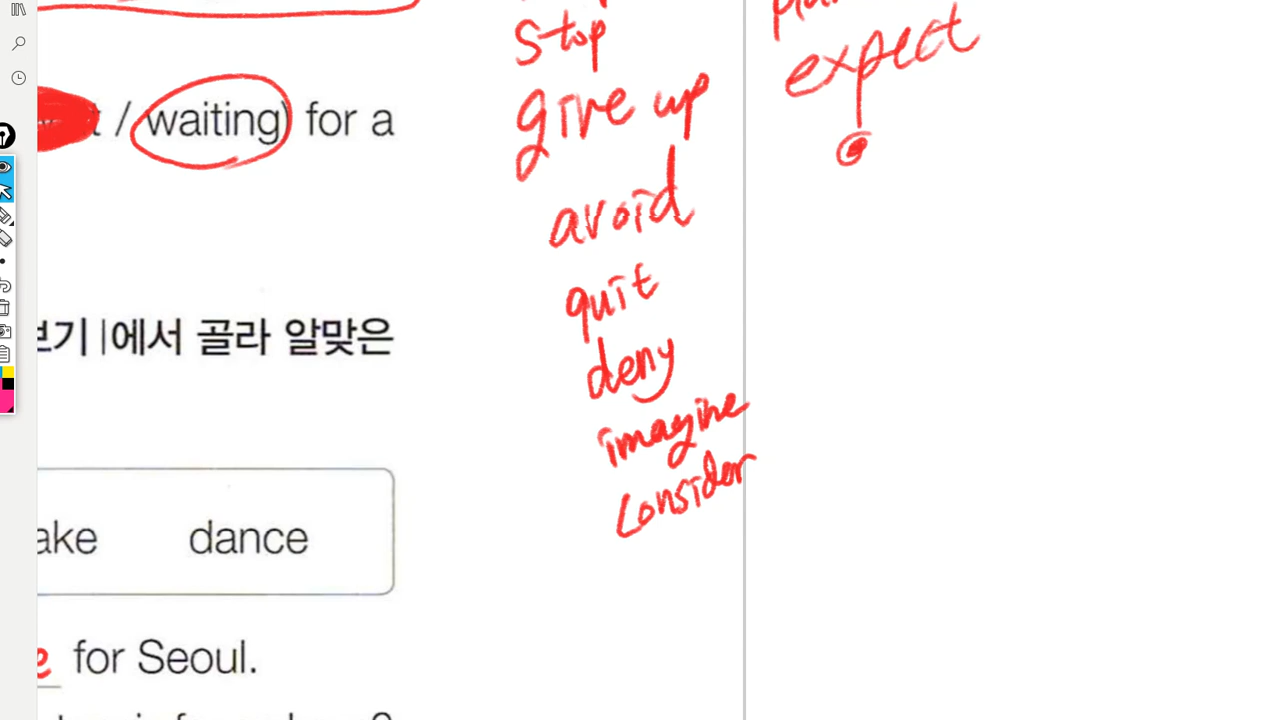 / waiting) for a
보기 |에서 골라 알맞은
ake dance
e for Seoul.
stop
give up
avoid
quit
deny
imagine
consider
expect